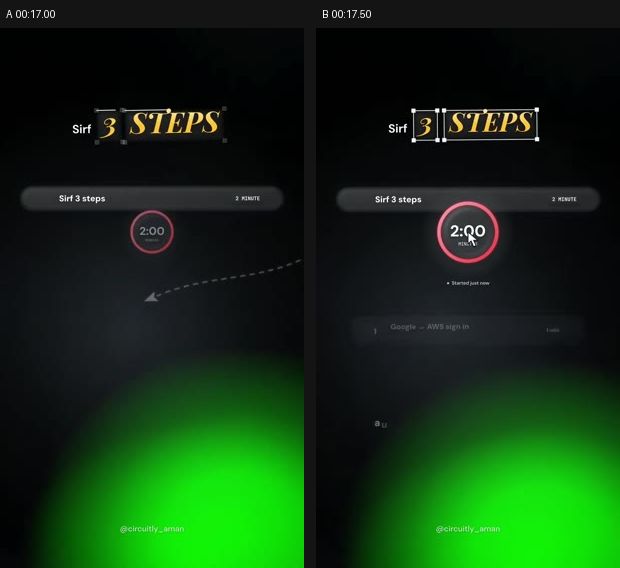 A 00:17.00
Sirf 3 STEPS
Sirf 3 steps 2 MINUTE
2:00
@circuitly_aman
B 00:17.50
Sirf 3 STEPS
Sirf 3 steps 2 MINUTE
2:00
Started just now
1 Google → AWS sign in
a u
@circuitly_aman